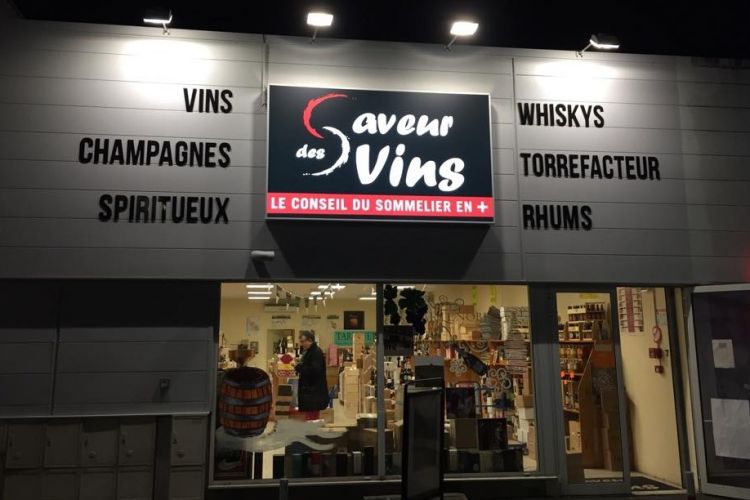 VINS
CHAMPAGNES
SPIRITUEUX
Saveur
des Vins
LE CONSEIL DU SOMMELIER EN +
WHISKYS
TORREFACTEUR
RHUMS